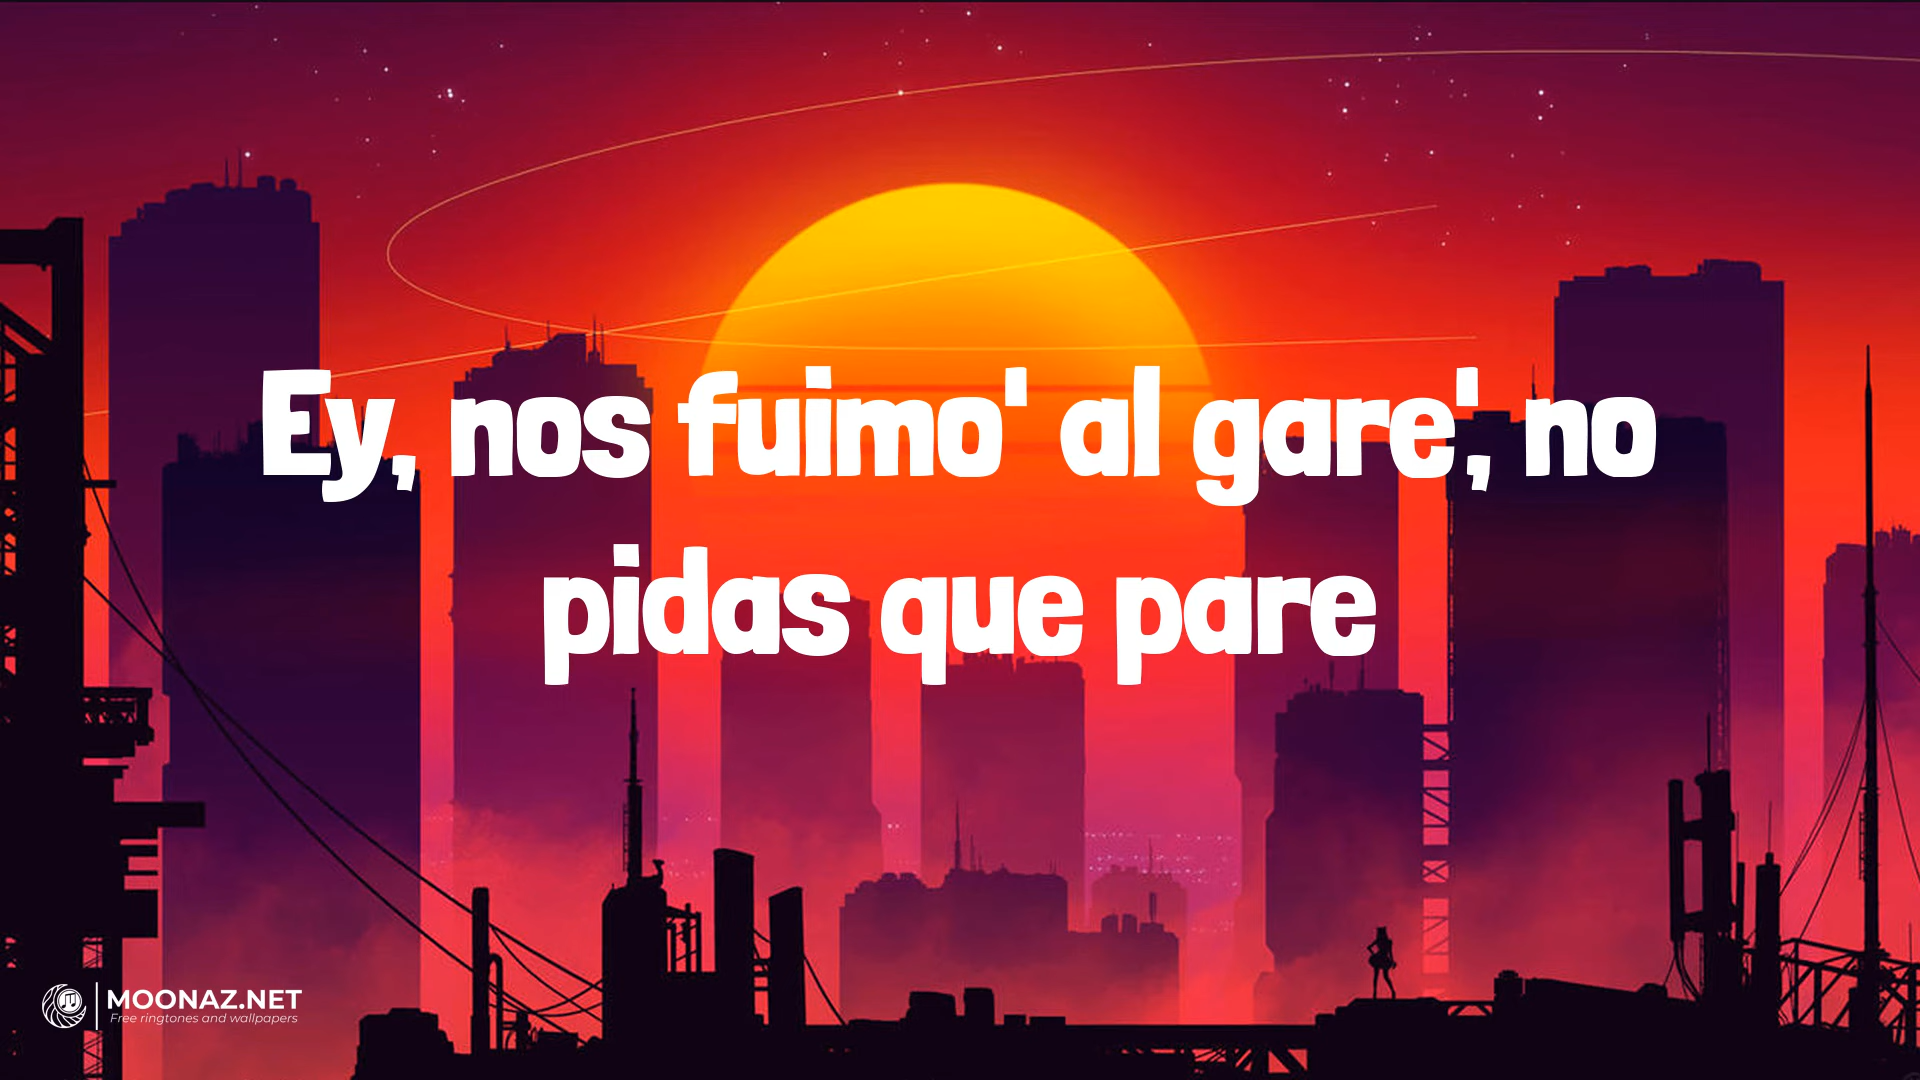 Ey, nos fuimo' al gare', no
pidas que pare
MOONAZ.NET
Free ringtones and wallpapers